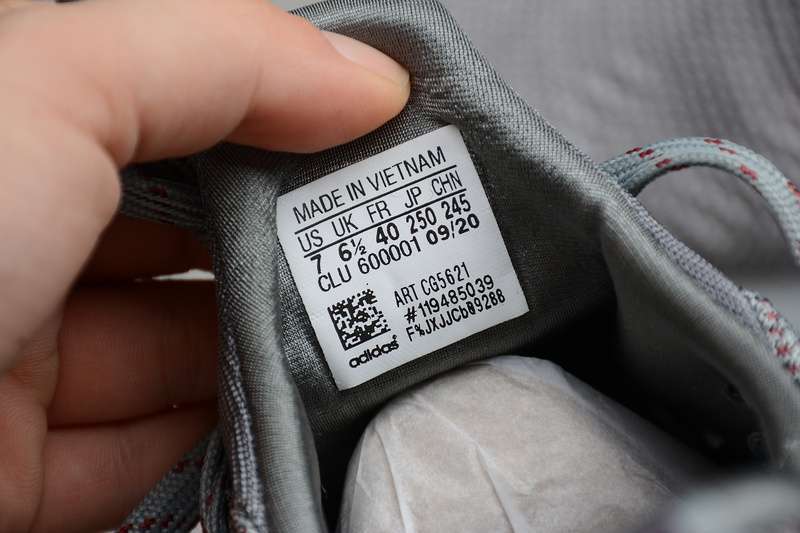 MADE IN VIETNAM
US UK FR JP CHN
7 6½ 40 250 245
CLU 600001 09/20
ART CG5621
#119485039
F%JXJJCb09288
adidas